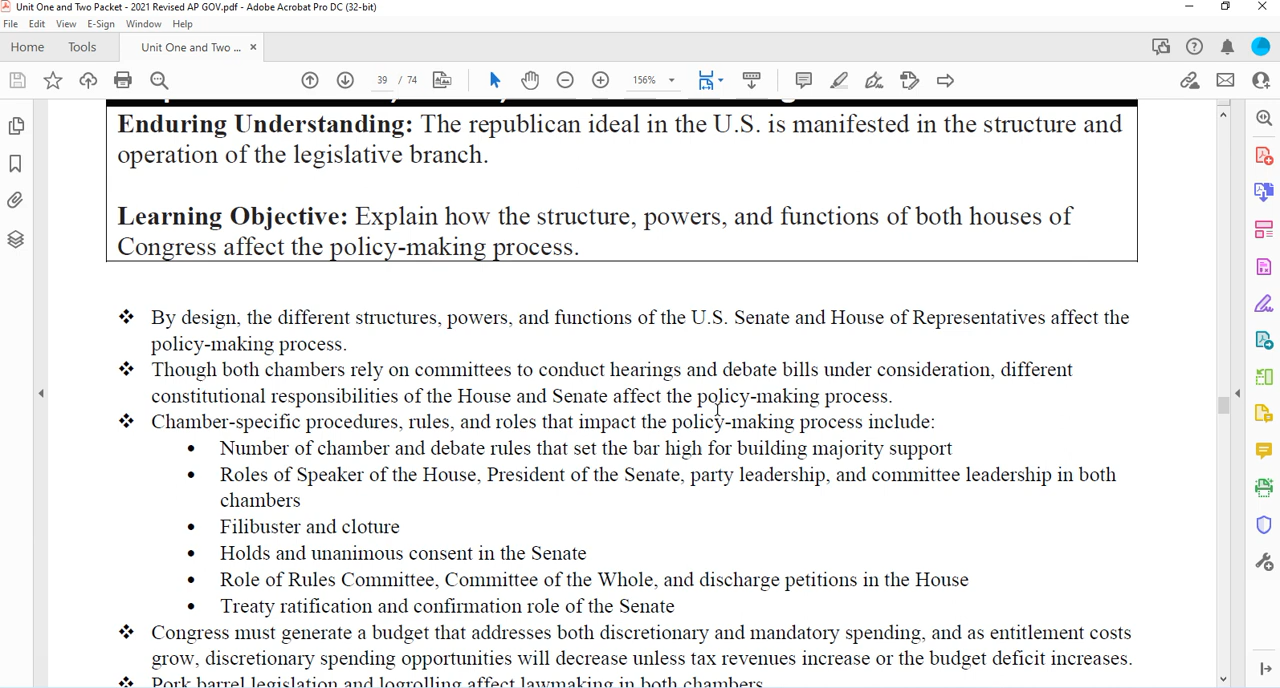 Unit One and Two Packet - 2021 Revised AP GOV.pdf - Adobe Acrobat Pro DC (32-bit)
File Edit View E-Sign Window Help
Home Tools Unit One and Two ... ×
39 / 74 156%
Enduring Understanding: The republican ideal in the U.S. is manifested in the structure and
operation of the legislative branch.
Learning Objective: Explain how the structure, powers, and functions of both houses of
Congress affect the policy-making process.
❖ By design, the different structures, powers, and functions of the U.S. Senate and House of Representatives affect the
policy-making process.
❖ Though both chambers rely on committees to conduct hearings and debate bills under consideration, different
constitutional responsibilities of the House and Senate affect the policy-making process.
❖ Chamber-specific procedures, rules, and roles that impact the policy-making process include:
• Number of chamber and debate rules that set the bar high for building majority support
• Roles of Speaker of the House, President of the Senate, party leadership, and committee leadership in both
chambers
• Filibuster and cloture
• Holds and unanimous consent in the Senate
• Role of Rules Committee, Committee of the Whole, and discharge petitions in the House
• Treaty ratification and confirmation role of the Senate
❖ Congress must generate a budget that addresses both discretionary and mandatory spending, and as entitlement costs
grow, discretionary spending opportunities will decrease unless tax revenues increase or the budget deficit increases.
❖ Pork barrel legislation and logrolling affect lawmaking in both chambers.